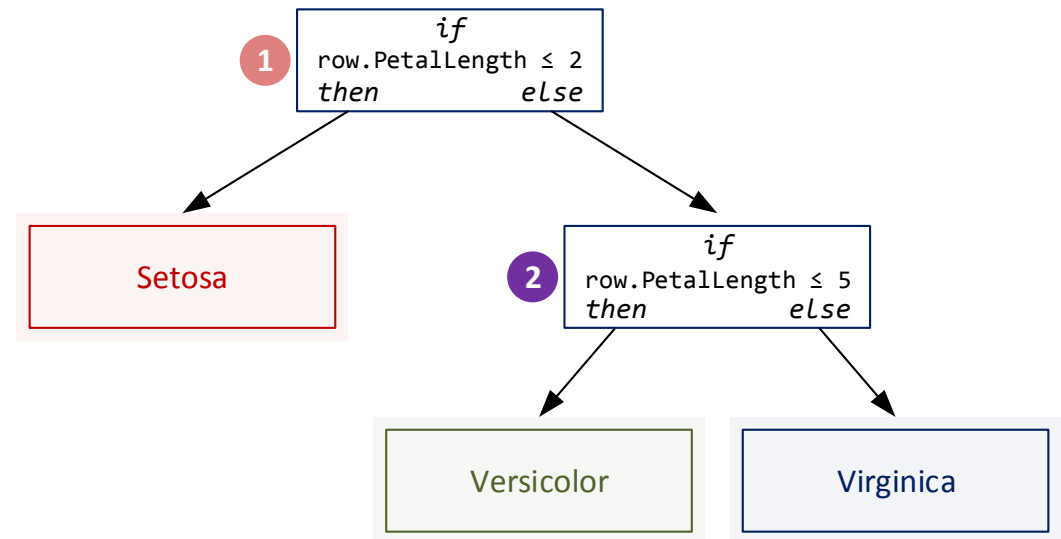 1
if
row.PetalLength ≤ 2
then else
Setosa
2
if
row.PetalLength ≤ 5
then else
Versicolor
Virginica